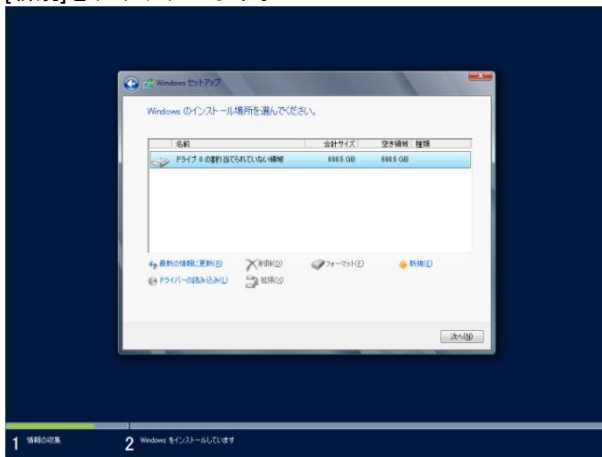 [新規]をクリックします。
Windows セットアップ
Windows のインストール場所を選んでください。
名前 合計サイズ 空き領域 種類
ドライブ 0 の割り当てられていない領域 698.5 GB 698.5 GB
最新の情報に更新(R) 削除(D) フォーマット(F) 新規(E)
ドライバーの読み込み(L) 拡張(X)
次へ(N)
1 情報の収集 2 Windows をインストールしています